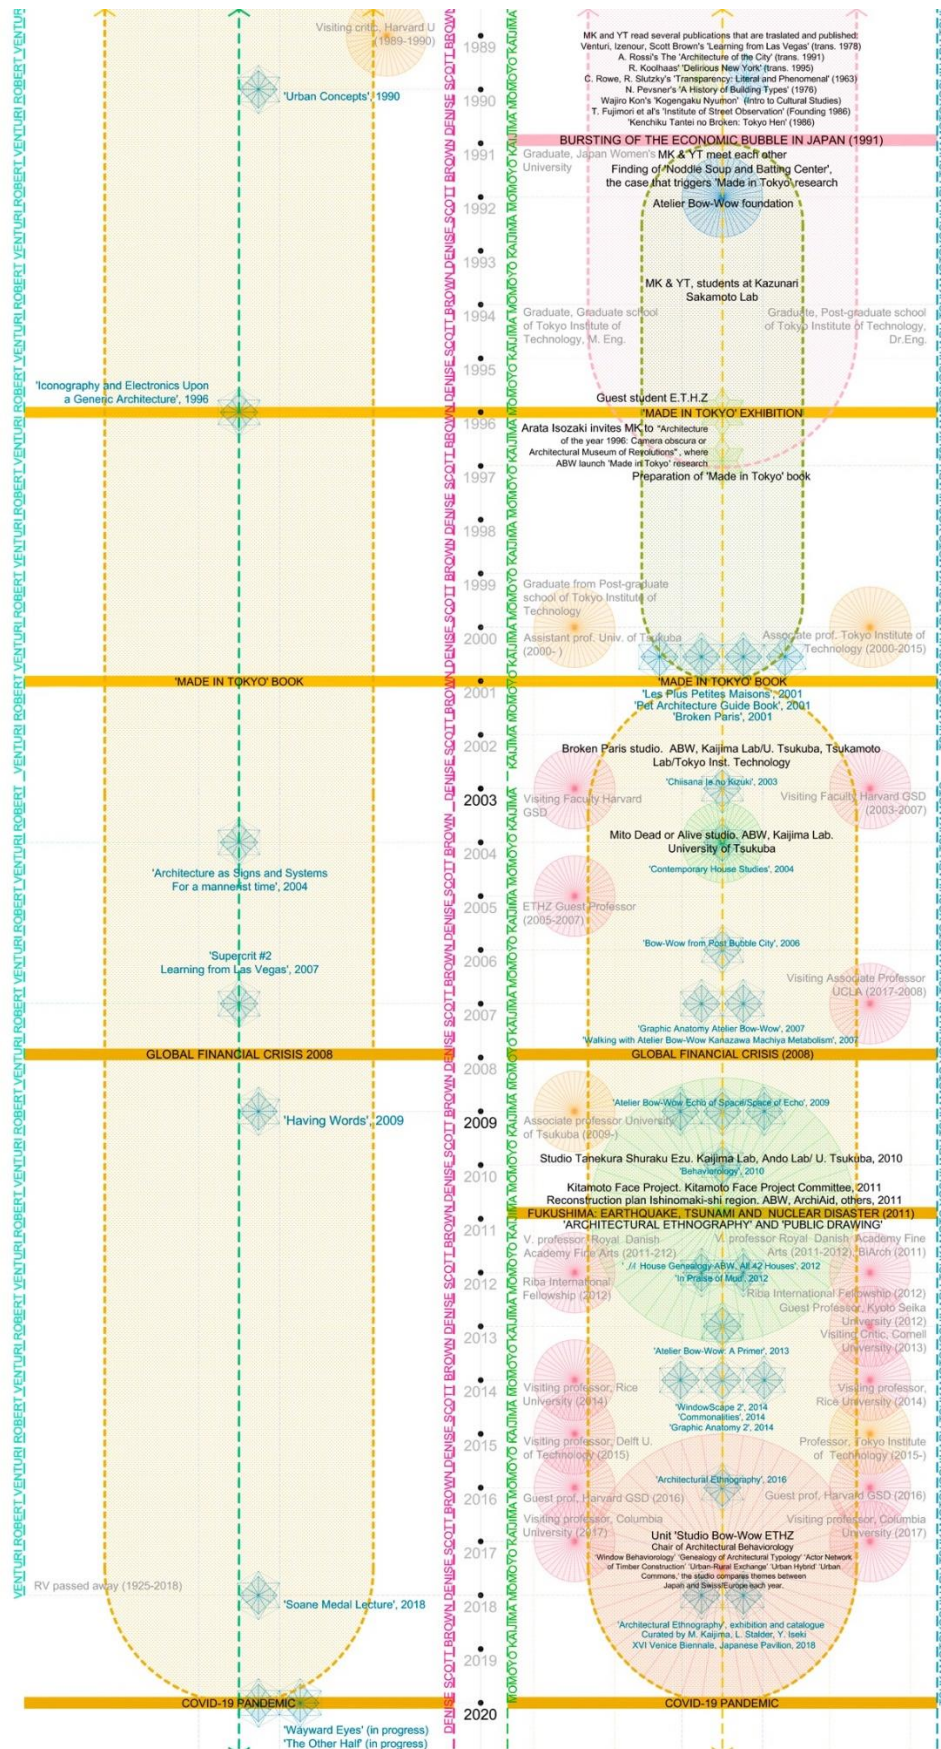 VENTURI ROBERT VENTURI ROBERT VENTURI ROBERT VENTURI ROBERT VENTURI
DENISE SCOTT BROWN DENISE SCOTT BROWN DENISE SCOTT BROWN DENISE SCOTT BROWN
MOMOYO KAIJIMA MOMOYO KAIJIMA MOMOYO KAIJIMA MOMOYO KAIJIMA
Visiting critic, Harvard U
(1989-1990)
'Urban Concepts', 1990
'Iconography and Electronics Upon
a Generic Architecture', 1996
'MADE IN TOKYO' BOOK
'Architecture as Signs and Systems
For a mannerist time', 2004
'Supercrit #2
Learning from Las Vegas', 2007
GLOBAL FINANCIAL CRISIS 2008
'Having Words', 2009
RV passed away (1925-2018)
'Soane Medal Lecture', 2018
COVID-19 PANDEMIC
'Wayward Eyes' (in progress)
'The Other Half' (in progress)
1989
1990
1991
1992
1993
1994
1995
1996
1997
1998
1999
2000
2001
2002
2003
2004
2005
2006
2007
2008
2009
2010
2011
2012
2013
2014
2015
2016
2017
2018
2019
2020
MK and YT read several publications that are traslated and published:
Venturi, Izenour, Scott Brown's 'Learning from Las Vegas' (trans. 1978)
A. Rossi's The 'Architecture of the City' (trans. 1991)
R. Koolhaas' 'Delirious New York' (trans. 1995)
C. Rowe, R. Slutzky's 'Transparency: Literal and Phenomenal' (1963)
N. Pevsner's 'A History of Building Types' (1976)
Wajiro Kon's 'Kogengaku Nyumon' (Intro to Cultural Studies)
T. Fujimori et al's 'Institute of Street Observation' (Founding 1986)
'Kenchiku Tantei no Broken: Tokyo Hen' (1986)
BURSTING OF THE ECONOMIC BUBBLE IN JAPAN (1991)
Graduate, Japan Women's
University
MK & YT meet each other
Finding of 'Noddle Soup and Batting Center',
the case that triggers 'Made in Tokyo' research
Atelier Bow-Wow foundation
MK & YT, students at Kazunari
Sakamoto Lab
Graduate, Graduate school
of Tokyo Institute of
Technology, M. Eng.
Graduate, Post-graduate school
of Tokyo Institute of Technology,
Dr.Eng.
Guest student E.T.H.Z
'MADE IN TOKYO' EXHIBITION
Arata Isozaki invites MK to "Architecture
of the year 1996: Camera obscura or
Architectural Museum of Revolutions", where
ABW launch 'Made in Tokyo' research
Preparation of 'Made in Tokyo' book
Graduate from Post-graduate
school of Tokyo Institute of
Technology
Assistant prof. Univ. of Tsukuba
(2000- )
Associate prof. Tokyo Institute of
Technology (2000-2015)
'MADE IN TOKYO' BOOK
'Les Plus Petites Maisons', 2001
'Pet Architecture Guide Book', 2001
'Broken Paris', 2001
Broken Paris studio. ABW, Kaijima Lab/U. Tsukuba, Tsukamoto
Lab/Tokyo Inst. Technology
'Chiisana Ie no Kizuki', 2003
Visiting Faculty Harvard
GSD
Visiting Faculty Harvard GSD
(2003-2007)
Mito Dead or Alive studio. ABW, Kaijima Lab.
University of Tsukuba
'Contemporary House Studies', 2004
ETHZ Guest Professor
(2005-2007)
'Bow-Wow from Post Bubble City', 2006
Visiting Associate Professor
UCLA (2017-2008)
'Graphic Anatomy Atelier Bow-Wow', 2007
'Walking with Atelier Bow-Wow Kanazawa Machiya Metabolism', 2007
GLOBAL FINANCIAL CRISIS (2008)
'Atelier Bow-Wow Echo of Space/Space of Echo', 2009
Associate professor University
of Tsukuba (2009-)
Studio Tanekura Shuraku Ezu. Kaijima Lab, Ando Lab/ U. Tsukuba, 2010
'Behaviorology', 2010
Kitamoto Face Project. Kitamoto Face Project Committee, 2011
Reconstruction plan Ishinomaki-shi region. ABW, ArchiAid, others, 2011
FUKUSHIMA: EARTHQUAKE, TSUNAMI AND NUCLEAR DISASTER (2011)
'ARCHITECTURAL ETHNOGRAPHY' AND 'PUBLIC DRAWING'
V. professor Royal Danish
Academy Fine Arts (2011-212)
V. professor Royal Danish Academy Fine
Arts (2011-2012), BiArch (2011)
House Genealogy ABW, All 42 Houses', 2012
'In Praise of Mud', 2012
Riba International
Fellowship (2012)
Riba International Fellowship (2012)
Guest Professor, Kyoto Seika
University (2012)
Visiting Critic, Cornell
University (2013)
'Atelier Bow-Wow: A Primer', 2013
Visiting professor, Rice
University (2014)
Visiting professor,
Rice University (2014)
'WindowScape 2', 2014
'Commonalities', 2014
'Graphic Anatomy 2', 2014
Visiting professor, Delft U.
of Technology (2015)
Professor, Tokyo Institute
of Technology (2015-)
'Architectural Ethnography', 2016
Guest prof, Harvard GSD (2016)
Guest prof, Harvard GSD (2016)
Visiting professor, Columbia
University (2017)
Visiting professor, Columbia
University (2017)
Unit 'Studio Bow-Wow ETHZ
Chair of Architectural Behaviorology
'Window Behaviorology' 'Genealogy of Architectural Typology' 'Actor Network
of Timber Construction' 'Urban-Rural Exchange' 'Urban Hybrid' 'Urban
Commons,' the studio compares themes between
Japan and Swiss/Europe each year.
'Architectural Ethnography', exhibition and catalogue
Curated by M. Kaijima, L. Stalder, Y. Iseki
XVI Venice Biennale, Japanese Pavilion, 2018
COVID-19 PANDEMIC